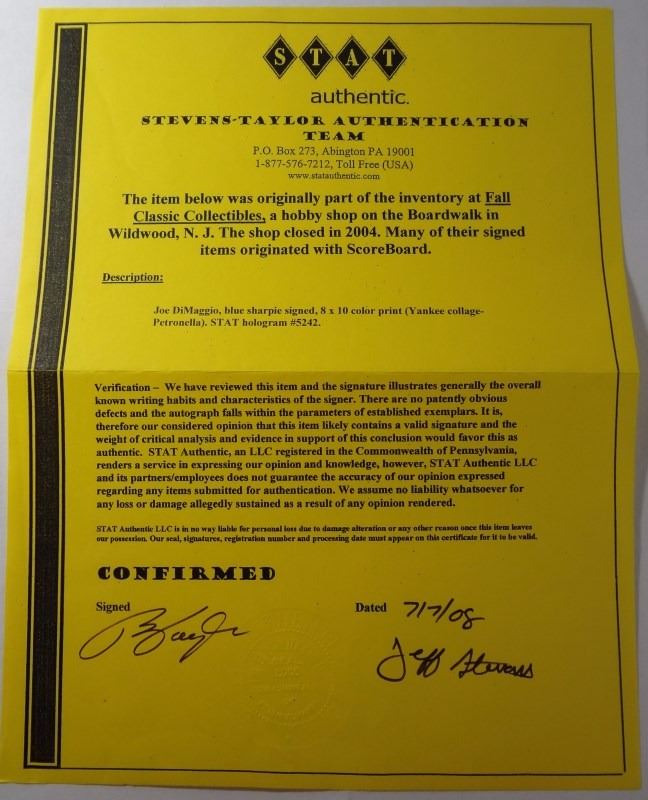 S T A T
authentic.
STEVENS-TAYLOR AUTHENTICATION
TEAM
P.O. Box 273, Abington PA 19001
1-877-576-7212, Toll Free (USA)
www.statauthentic.com
The item below was originally part of the inventory at Fall
Classic Collectibles, a hobby shop on the Boardwalk in
Wildwood, N. J. The shop closed in 2004. Many of their signed
items originated with ScoreBoard.
Description:
Joe DiMaggio, blue sharpie signed, 8 x 10 color print (Yankee collage-
Petronella). STAT hologram #5242.
Verification – We have reviewed this item and the signature illustrates generally the overall
known writing habits and characteristics of the signer. There are no patently obvious
defects and the autograph falls within the parameters of established exemplars. It is,
therefore our considered opinion that this item likely contains a valid signature and the
weight of critical analysis and evidence in support of this conclusion would favor this as
authentic. STAT Authentic, an LLC registered in the Commonwealth of Pennsylvania,
renders a service in expressing our opinion and knowledge, however, STAT Authentic LLC
and its partners/employees does not guarantee the accuracy of our opinion expressed
regarding any items submitted for authentication. We assume no liability whatsoever for
any loss or damage allegedly sustained as a result of any opinion rendered.
STAT Authentic LLC is in no way liable for personal loss due to damage alteration or any other reason once this item leaves
our possession. Our seal, signatures, registration number and processing date must appear on this certificate for it to be valid.
CONFIRMED
Signed Dated 7/7/08
Jeff Stevens